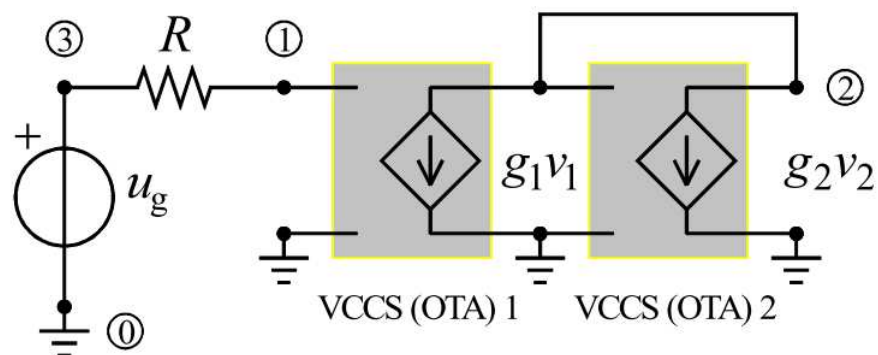 ③ R ①
②
+
u_g
g₁v₁
g₂v₂
⓪
VCCS (OTA) 1
VCCS (OTA) 2